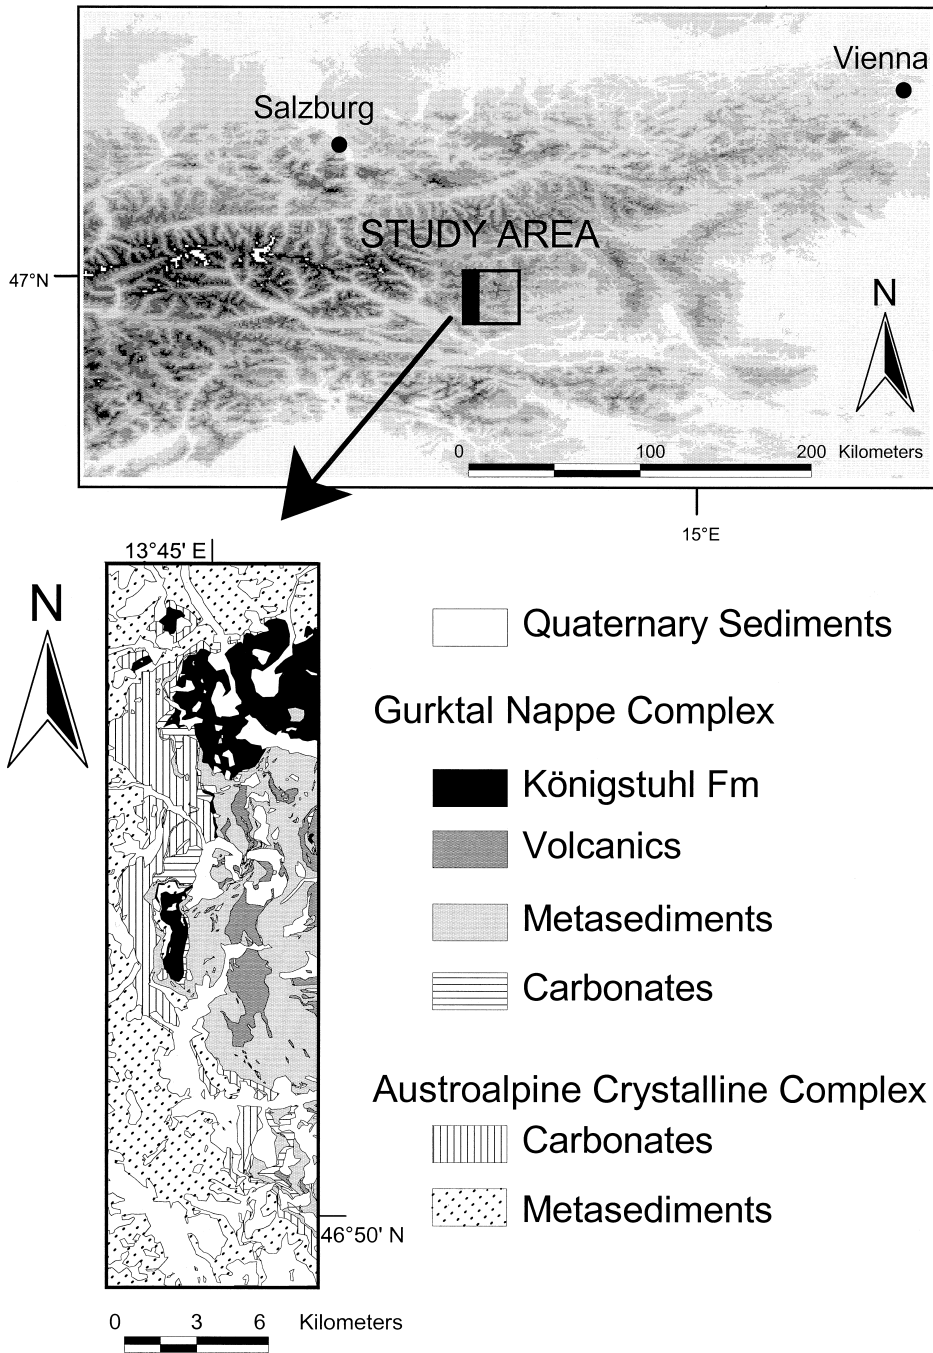 Vienna
Salzburg
STUDY AREA
47°N
N
0 100 200 Kilometers
15°E
13°45' E
N
Quaternary Sediments
Gurktal Nappe Complex
Königstuhl Fm
Volcanics
Metasediments
Carbonates
Austroalpine Crystalline Complex
Carbonates
Metasediments
46°50' N
0 3 6 Kilometers